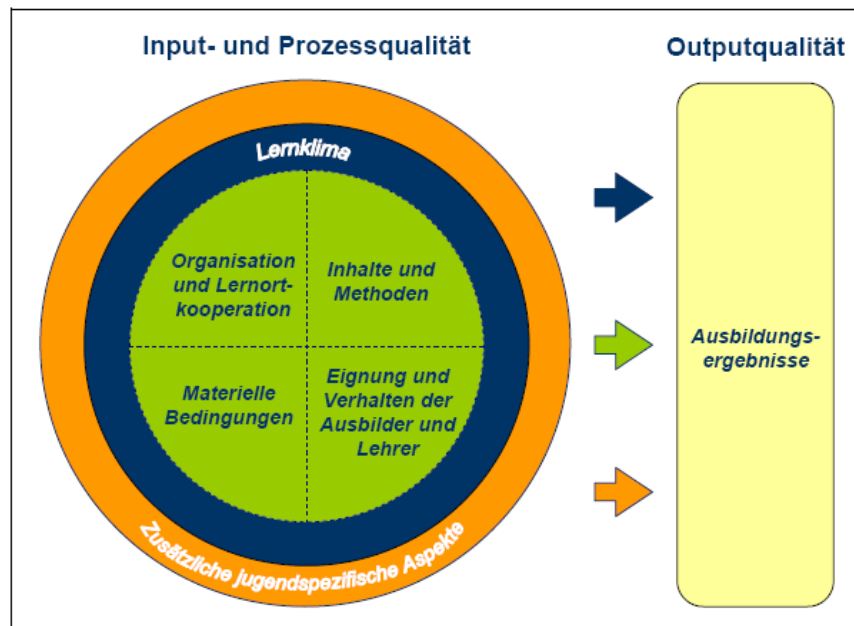 Input- und Prozessqualität
Outputqualität
Lernklima
Organisation
und Lernort-
kooperation
Inhalte und
Methoden
Materielle
Bedingungen
Eignung und
Verhalten der
Ausbilder und
Lehrer
Zusätzliche jugendspezifische Aspekte
Ausbildungs-
ergebnisse